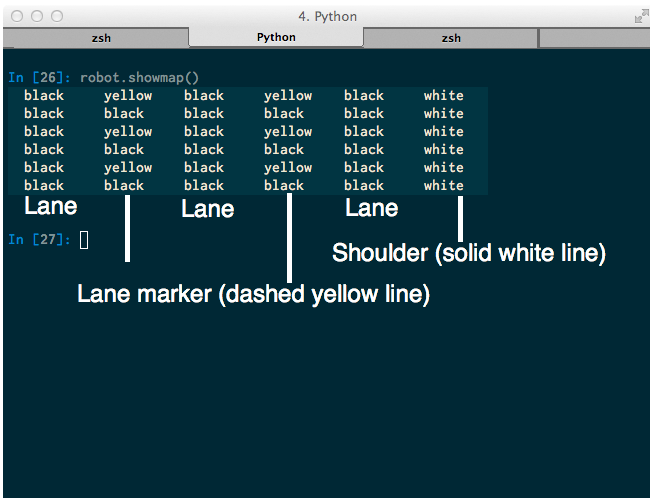 4. Python
zsh Python zsh
In [26]: robot.showmap()
black yellow black yellow black white
black black black black black white
black yellow black yellow black white
black black black black black white
black yellow black yellow black white
black black black black black white
Lane Lane Lane
In [27]:
Shoulder (solid white line)
Lane marker (dashed yellow line)